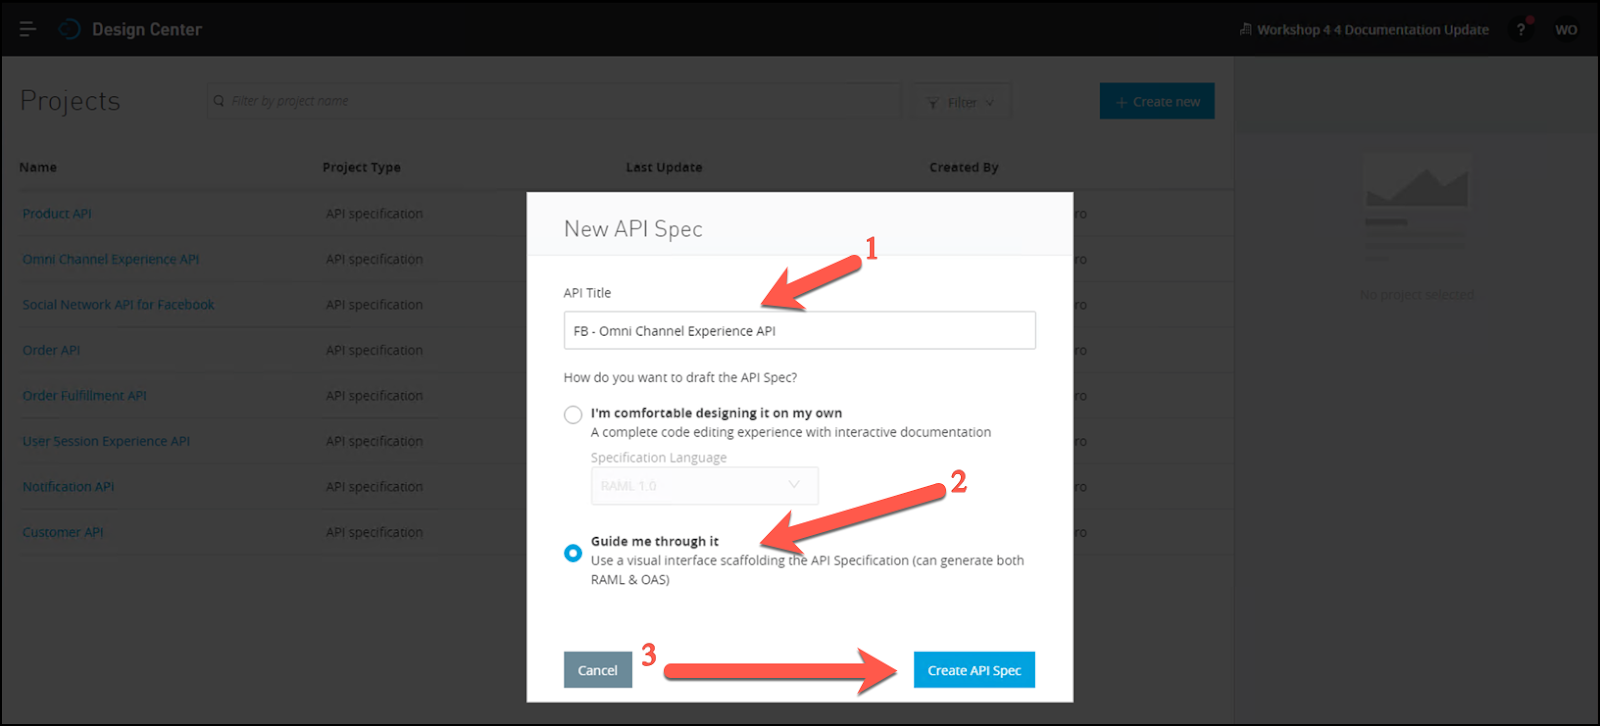 Design Center
Workshop 4 4 Documentation Update
?
WO
Projects
Filter by project name
Filter
+ Create new
Name
Project Type
Last Update
Created By
Product API
API specification
ro
Omni Channel Experience API
API specification
ro
Social Network API for Facebook
API specification
ro
Order API
API specification
ro
Order Fulfillment API
API specification
ro
User Session Experience API
API specification
ro
Notification API
API specification
ro
Customer API
API specification
ro
No project selected
New API Spec
1
API Title
FB - Omni Channel Experience API
How do you want to draft the API Spec?
I'm comfortable designing it on my own
A complete code editing experience with interactive documentation
Specification Language
RAML 1.0
2
Guide me through it
Use a visual interface scaffolding the API Specification (can generate both
RAML & OAS)
Cancel
3
Create API Spec